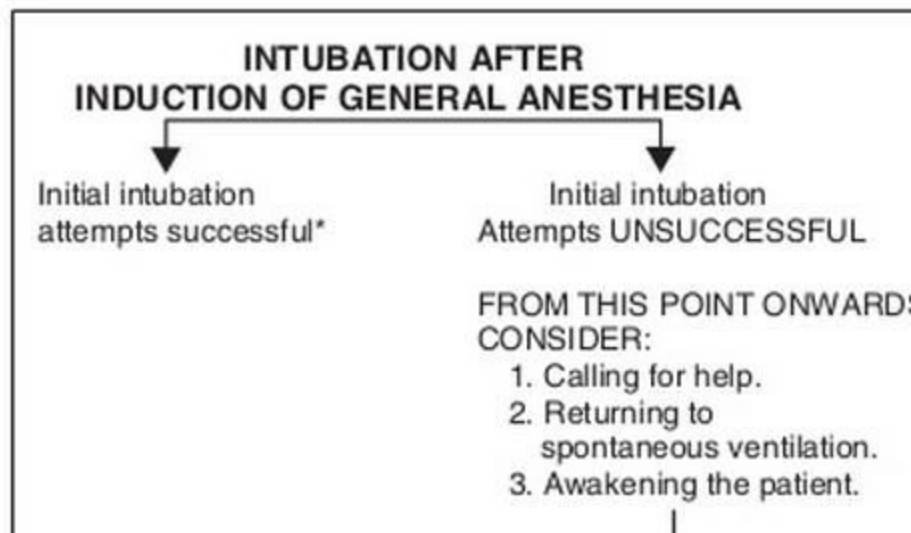 INTUBATION AFTER
INDUCTION OF GENERAL ANESTHESIA
Initial intubation
attempts successful*
Initial intubation
Attempts UNSUCCESSFUL
FROM THIS POINT ONWARDS
CONSIDER:
1. Calling for help.
2. Returning to
spontaneous ventilation.
3. Awakening the patient.